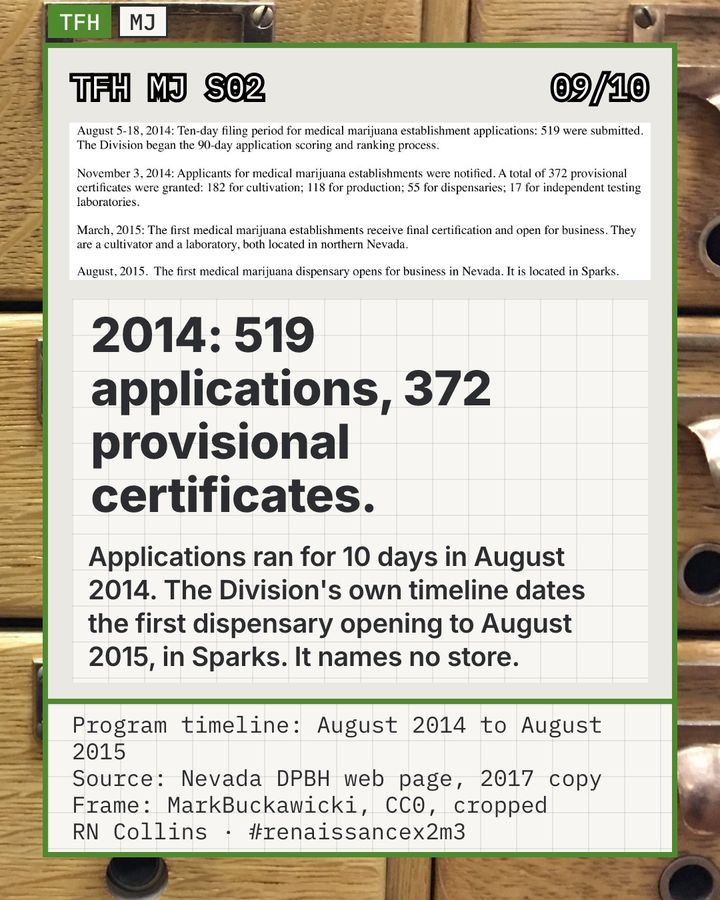 TFH MJ
TFH MJ S02 09/10
August 5-18, 2014: Ten-day filing period for medical marijuana establishment applications: 519 were submitted.
The Division began the 90-day application scoring and ranking process.
November 3, 2014: Applicants for medical marijuana establishments were notified. A total of 372 provisional
certificates were granted: 182 for cultivation; 118 for production; 55 for dispensaries; 17 for independent testing
laboratories.
March, 2015: The first medical marijuana establishments receive final certification and open for business. They
are a cultivator and a laboratory, both located in northern Nevada.
August, 2015. The first medical marijuana dispensary opens for business in Nevada. It is located in Sparks.
2014: 519
applications, 372
provisional
certificates.
Applications ran for 10 days in August
2014. The Division's own timeline dates
the first dispensary opening to August
2015, in Sparks. It names no store.
Program timeline: August 2014 to August
2015
Source: Nevada DPBH web page, 2017 copy
Frame: MarkBuckawicki, CC0, cropped
RN Collins · #renaissancex2m3